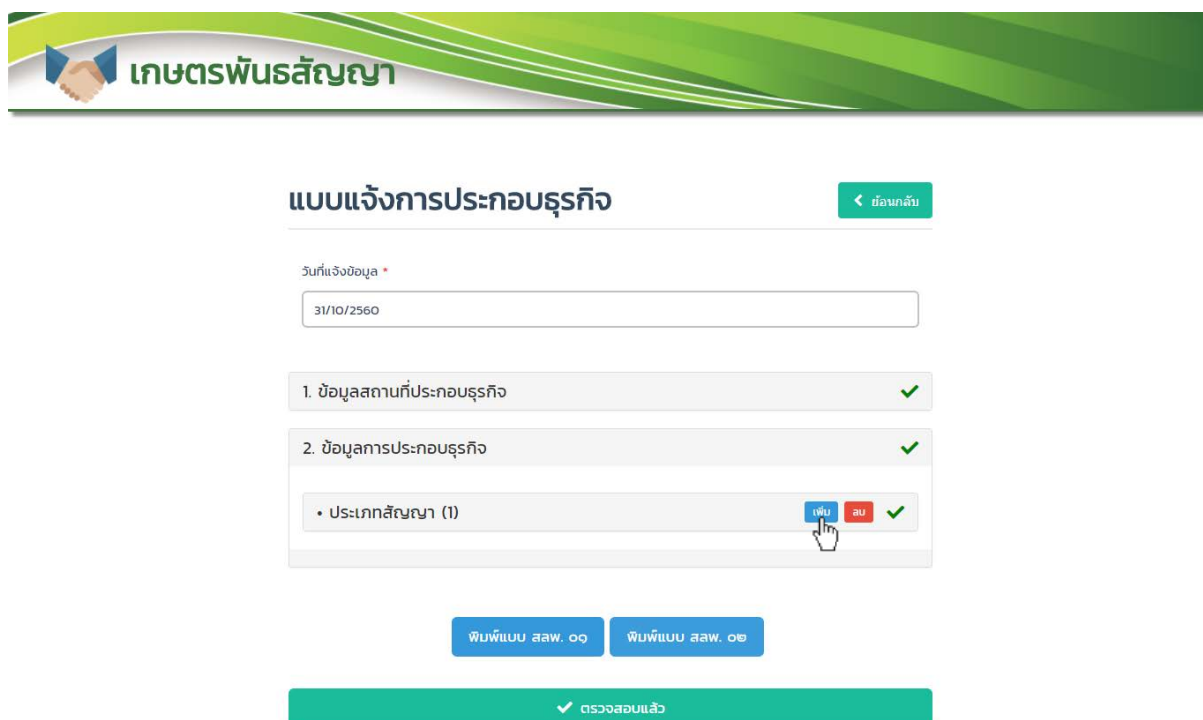 เกษตรพันธสัญญา
แบบแจ้งการประกอบธุรกิจ
ย้อนกลับ
วันที่แจ้งข้อมูล *
31/10/2560
1. ข้อมูลสถานที่ประกอบธุรกิจ
2. ข้อมูลการประกอบธุรกิจ
• ประเภทสัญญา (1) เพิ่ม ลบ
พิมพ์แบบ สลพ. ๐๑ พิมพ์แบบ สลพ. ๐๒
ตรวจสอบแล้ว